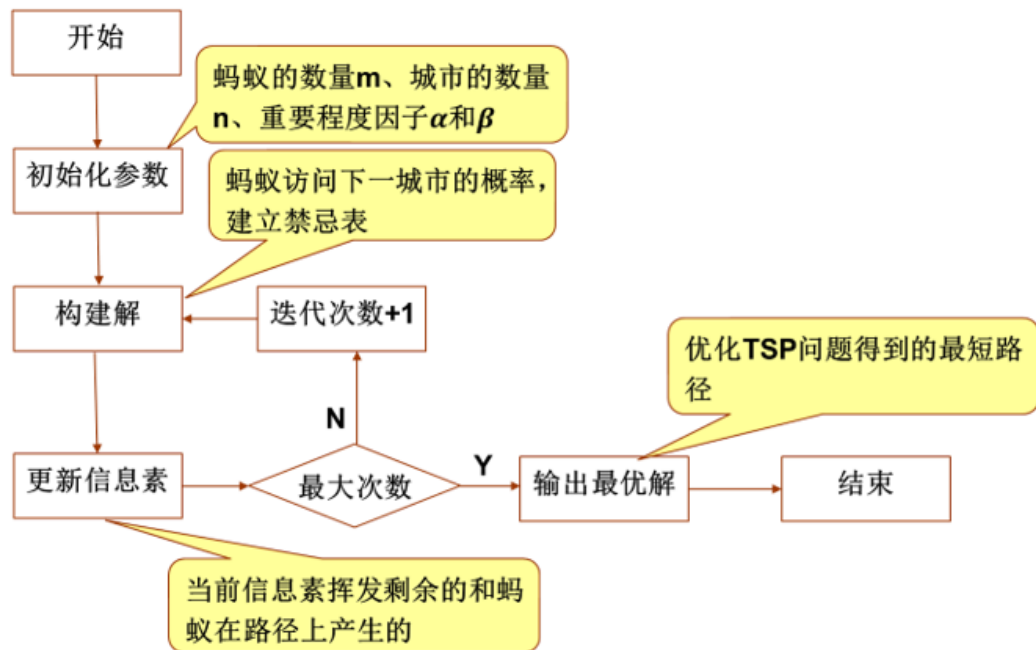 开始
蚂蚁的数量m、城市的数量
n、重要程度因子α和β
初始化参数
蚂蚁访问下一城市的概率，
建立禁忌表
构建解
迭代次数+1
优化TSP问题得到的最短路
径
N
更新信息素
最大次数
Y
输出最优解
结束
当前信息素挥发剩余的和蚂
蚁在路径上产生的